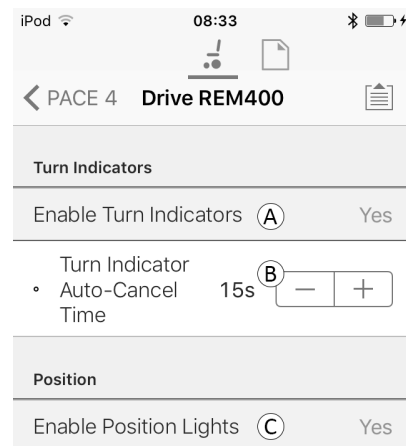 iPod 08:33
PACE 4 Drive REM400
Turn Indicators
Enable Turn Indicators A Yes
Turn Indicator
Auto-Cancel 15s B − +
Time
Position
Enable Position Lights C Yes